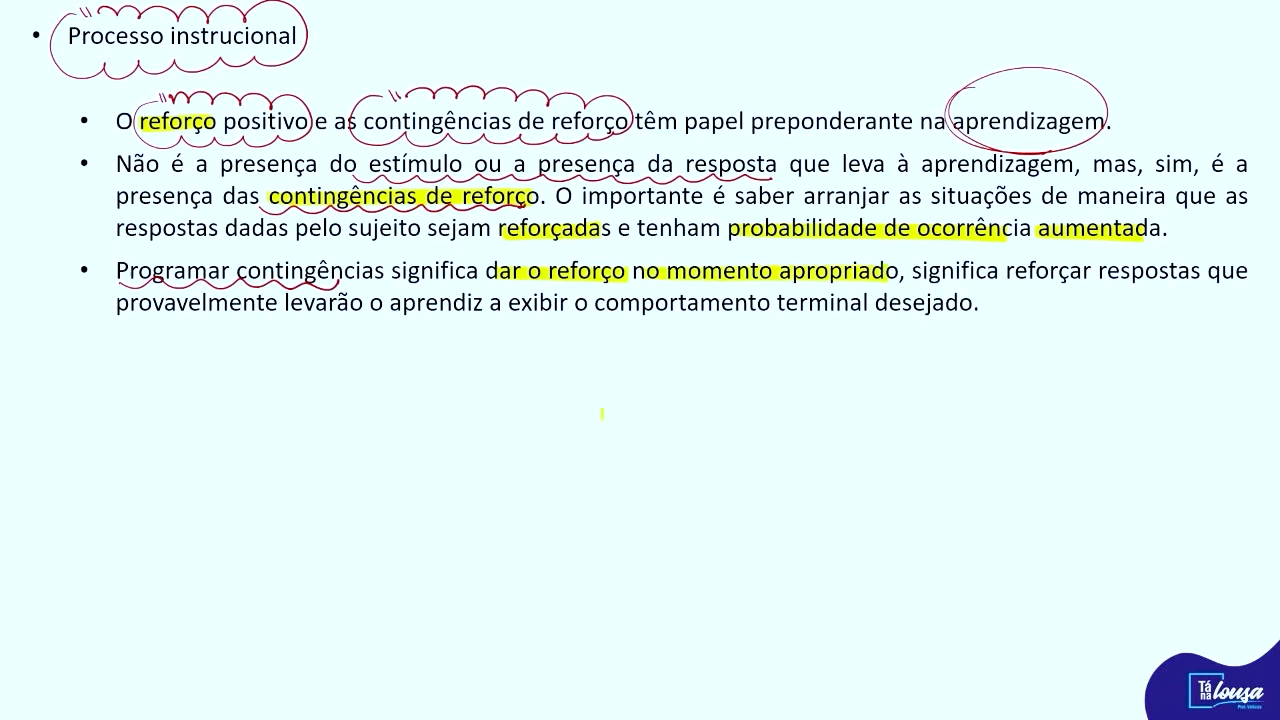 • Processo instrucional
• O reforço positivo e as contingências de reforço têm papel preponderante na aprendizagem.
• Não é a presença do estímulo ou a presença da resposta que leva à aprendizagem, mas, sim, é a
presença das contingências de reforço. O importante é saber arranjar as situações de maneira que as
respostas dadas pelo sujeito sejam reforçadas e tenham probabilidade de ocorrência aumentada.
• Programar contingências significa dar o reforço no momento apropriado, significa reforçar respostas que
provavelmente levarão o aprendiz a exibir o comportamento terminal desejado.
Tá
na lousa